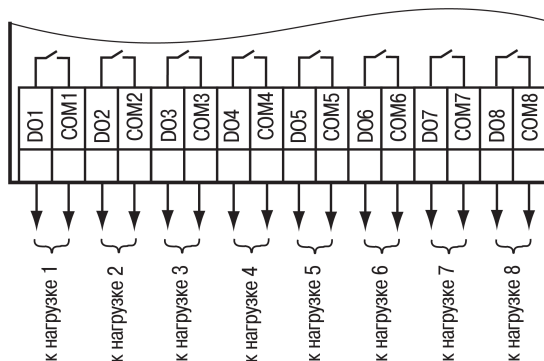 DO1
COM1
DO2
COM2
DO3
COM3
DO4
COM4
DO5
COM5
DO6
COM6
DO7
COM7
DO8
COM8
к нагрузке 1
к нагрузке 2
к нагрузке 3
к нагрузке 4
к нагрузке 5
к нагрузке 6
к нагрузке 7
к нагрузке 8